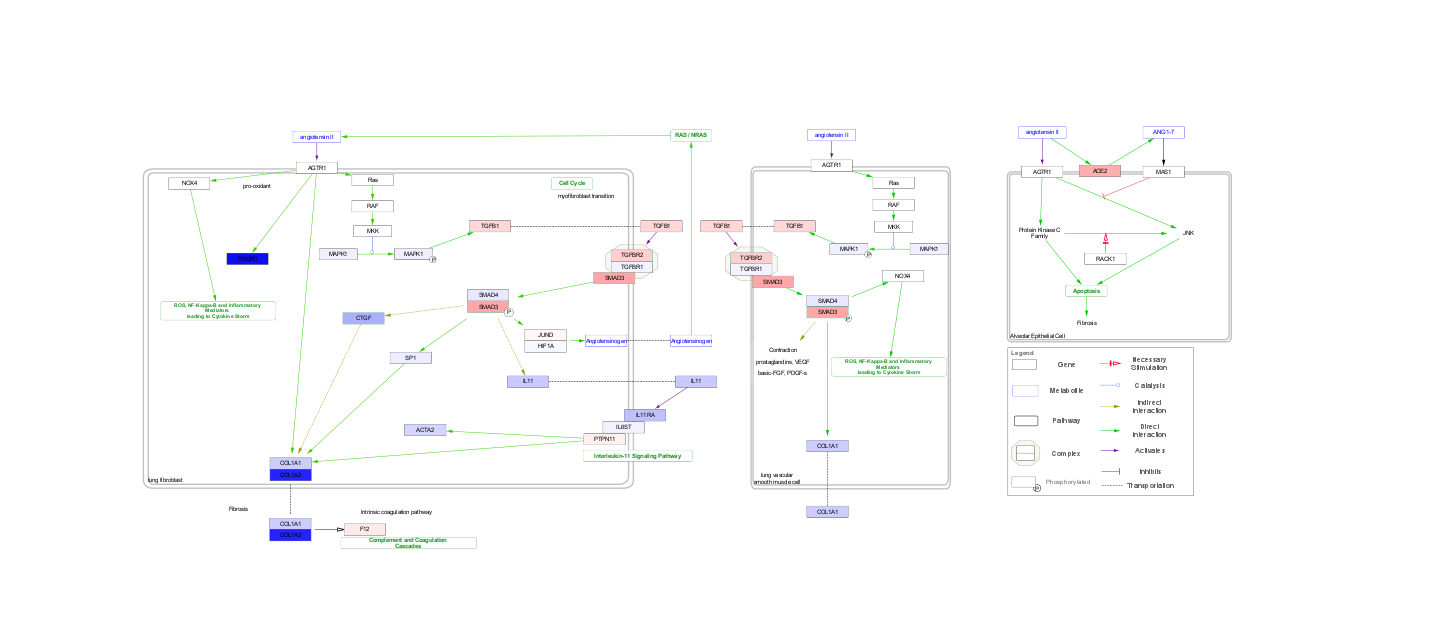 angiotensin II
RAS / NRAS
AGTR1
NOX4
pro-oxidant
Ras
Cell Cycle
myofibroblast transition
RAF
MKK
TGFB1
TGFB1
MAPK1
MAPK1
P
TGFBR2
TGFBR1
SMAD3
SMAD4
SMAD3
P
ROS, NF-Kappa-B and Inflammatory
Mediators
leading to Cytokine Storm
CTGF
JUND
HIF1A
Angiotensinogen
Angiotensinogen
SP1
IL11
IL11
IL11RA
IL6ST
PTPN11
ACTA2
Interleukin-11 Signaling Pathway
COL1A1
COL1A2
lung fibroblast
Fibrosis
Intrinsic coagulation pathway
COL1A1
COL1A2
F12
Complement and Coagulation
Cascades
angiotensin II
AGTR1
Ras
RAF
MKK
TGFB1
TGFB1
MAPK1
P
MAPK1
TGFBR2
TGFBR1
SMAD3
NOX4
SMAD4
SMAD3
P
Contraction
prostaglandins, VEGF
basic-FGF, PDGF-s
ROS, NF-Kappa-B and Inflammatory
Mediators
leading to Cytokine Storm
COL1A1
lung vascular
smooth muscle cell
COL1A1
angiotensin II
ANG1-7
AGTR1
ACE2
MAS1
Protein Kinase C
Family
JNK
RACK1
Apoptosis
Fibrosis
Alveolar Epithelial Cell
Legend
Gene
Necessary
Stimulation
Metabolite
Catalysis
Indirect
Interaction
Pathway
Direct
Interaction
Complex
Activates
Inhibits
Phosphorylated
P
Transportation